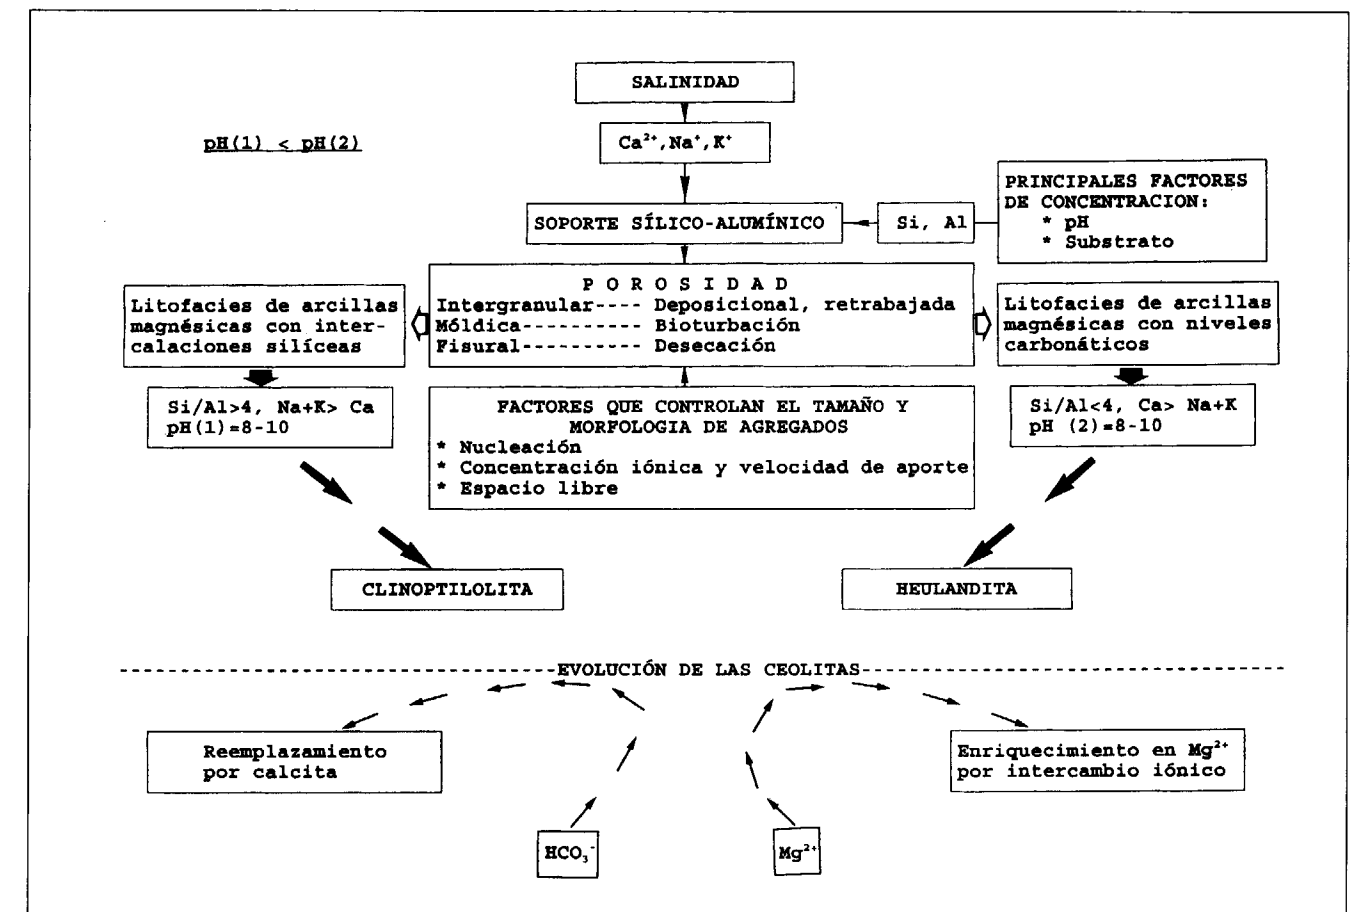 SALINIDAD
pH(1) < pH(2)
Ca²⁺,Na⁺,K⁺
PRINCIPALES FACTORES
DE CONCENTRACION:
* pH
* Substrato
SOPORTE SÍLICO-ALUMÍNICO
Si, Al
P O R O S I D A D
Intergranular---- Deposicional, retrabajada
Móldica---------- Bioturbación
Fisural---------- Desecación
Litofacies de arcillas
magnésicas con inter-
calaciones silíceas
Litofacies de arcillas
magnésicas con niveles
carbonáticos
Si/Al>4, Na+K> Ca
pH(1)=8-10
FACTORES QUE CONTROLAN EL TAMAÑO Y
MORFOLOGIA DE AGREGADOS
* Nucleación
* Concentración iónica y velocidad de aporte
* Espacio libre
Si/Al<4, Ca> Na+K
pH (2)=8-10
CLINOPTILOLITA
HEULANDITA
EVOLUCIÓN DE LAS CEOLITAS
Reemplazamiento
por calcita
Enriquecimiento en Mg²⁺
por intercambio iónico
HCO₃⁻
Mg²⁺